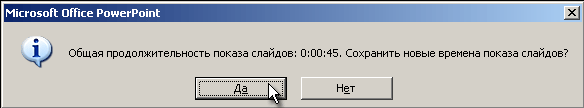 Microsoft Office PowerPoint
Общая продолжительность показа слайдов: 0:00:45. Сохранить новые времена показа слайдов?
Да
Нет